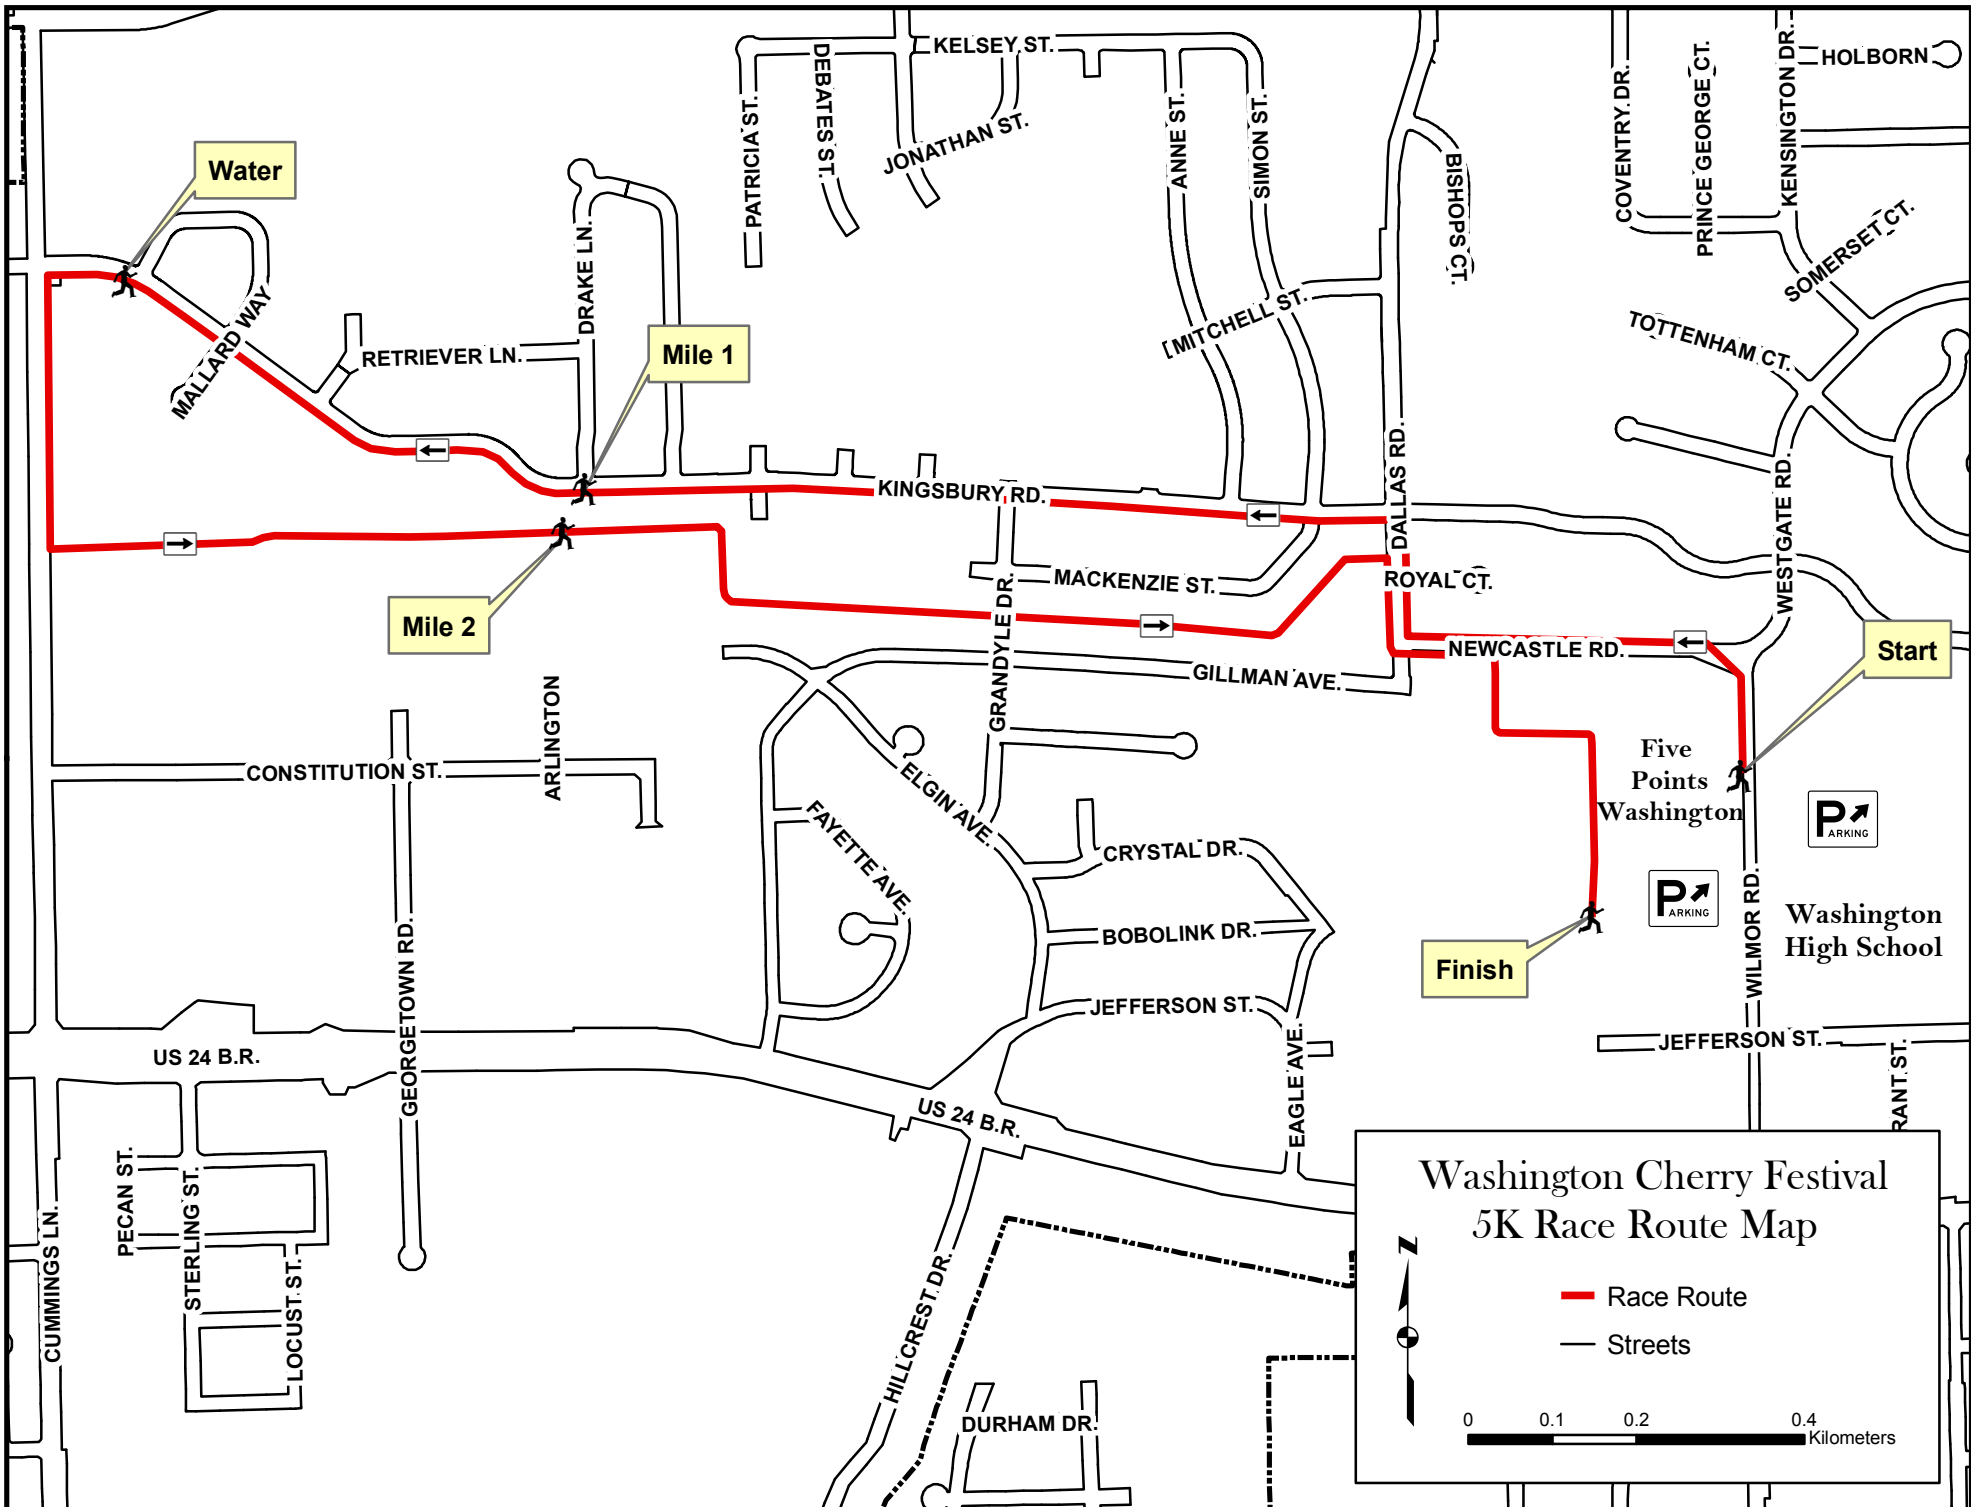 KELSEY ST.
HOLBORN
DEBATES ST.
PATRICIA ST.
JONATHAN ST.
ANNE ST.
SIMON ST.
BISHOPS CT.
COVENTRY DR.
PRINCE GEORGE CT.
KENSINGTON DR.
SOMERSET CT.
Water
DRAKE LN.
MALLARD WAY
RETRIEVER LN.
Mile 1
MITCHELL ST.
TOTTENHAM CT.
DALLAS RD.
WESTGATE RD.
KINGSBURY RD.
MACKENZIE ST.
ROYAL CT.
GRANDYLE DR.
Mile 2
NEWCASTLE RD.
Start
GILLMAN AVE.
ARLINGTON
CONSTITUTION ST.
Five
Points
Washington
ELGIN AVE.
FAYETTE AVE.
CRYSTAL DR.
P
ARKING
P
ARKING
WILMOR RD.
Washington
High School
BOBOLINK DR.
Finish
GEORGETOWN RD.
JEFFERSON ST.
JEFFERSON ST.
US 24 B.R.
EAGLE AVE.
RANT ST.
US 24 B.R.
PECAN ST.
STERLING ST.
CUMMINGS LN.
LOCUST ST.
HILLCREST DR.
DURHAM DR.
Washington Cherry Festival
5K Race Route Map
N
Race Route
Streets
0 0.1 0.2 0.4
Kilometers